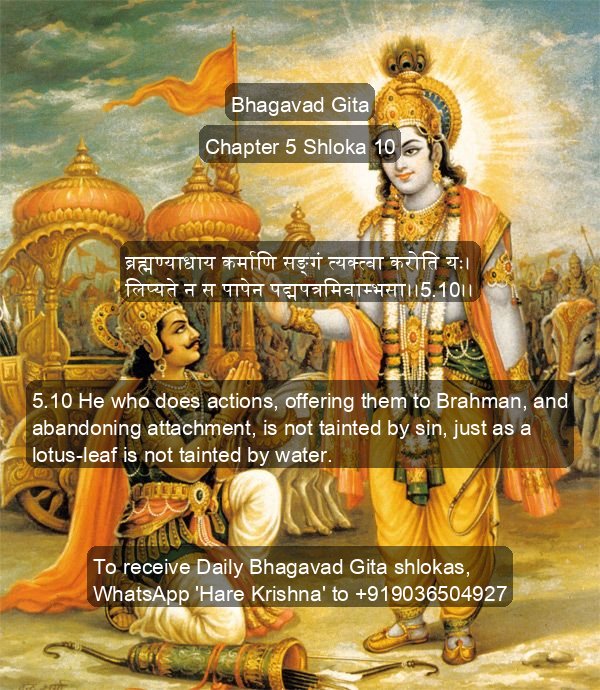 Bhagavad Gita
Chapter 5 Shloka 10
ब्रह्मण्याधाय कर्माणि सङ्गं त्यक्त्वा करोति यः।
लिप्यते न स पापेन पद्मपत्रमिवाम्भसा।।5.10।।
5.10 He who does actions, offering them to Brahman, and
abandoning attachment, is not tainted by sin, just as a
lotus-leaf is not tainted by water.
To receive Daily Bhagavad Gita shlokas,
WhatsApp 'Hare Krishna' to +919036504927